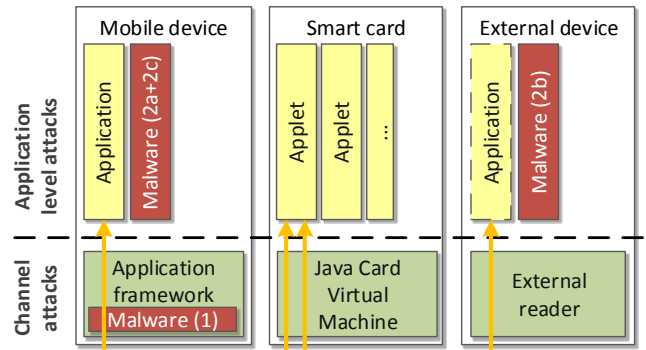 Mobile device
Smart card
External device
Application
level attacks
Application
Malware (2a+2c)
Applet
Applet
...
Application
Malware (2b)
Channel
attacks
Application
framework
Malware (1)
Java Card
Virtual
Machine
External
reader